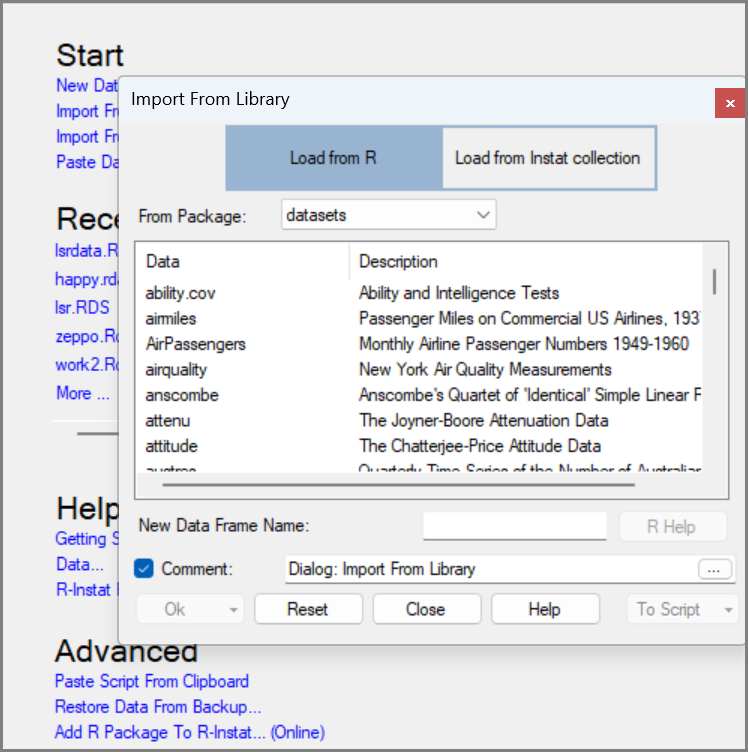 Start
New Dat
Import Fr
Import Fr
Paste Da
Rece
lsrdata.R
happy.rda
lsr.RDS
zeppo.Rd
work2.Rd
More ...
Help
Getting S
Data...
R-Instat
Advanced
Paste Script From Clipboard
Restore Data From Backup...
Add R Package To R-Instat... (Online)
Import From Library
Load from R Load from Instat collection
From Package: datasets
Data Description
ability.cov Ability and Intelligence Tests
airmiles Passenger Miles on Commercial US Airlines, 193
AirPassengers Monthly Airline Passenger Numbers 1949-1960
airquality New York Air Quality Measurements
anscombe Anscombe's Quartet of 'Identical' Simple Linear F
attenu The Joyner-Boore Attenuation Data
attitude The Chatterjee-Price Attitude Data
austres Quarterly Time Series of the Number of Australian
New Data Frame Name: R Help
Comment: Dialog: Import From Library ...
Ok Reset Close Help To Script